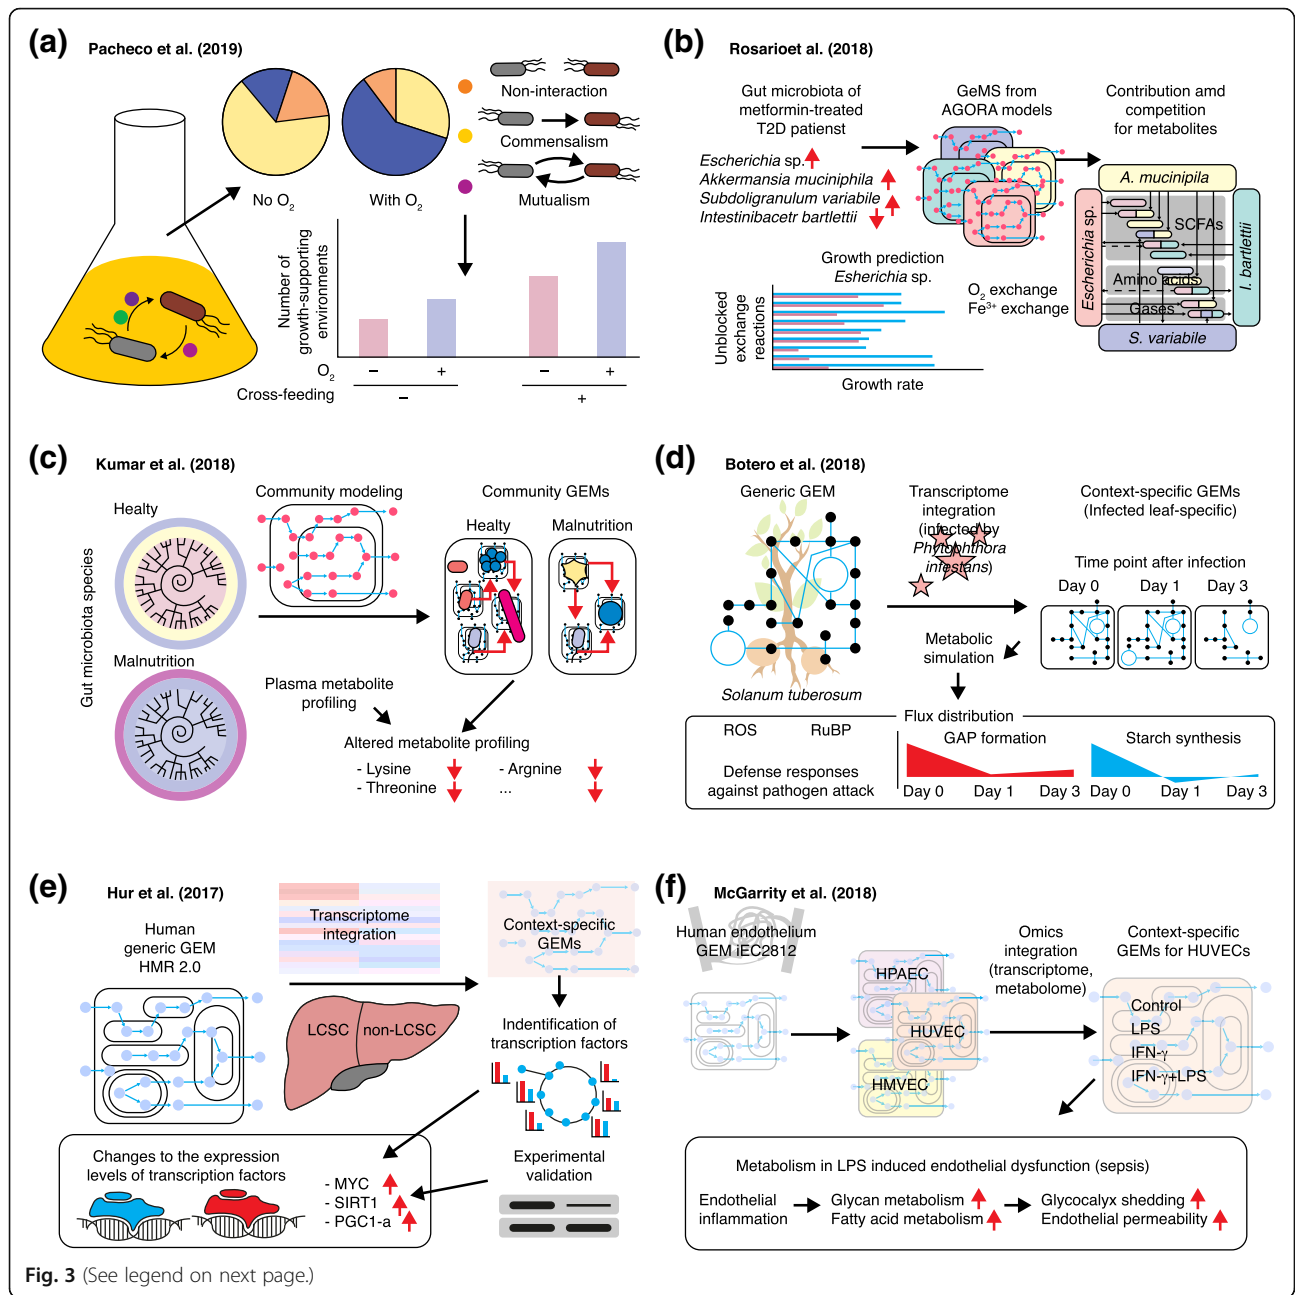 (a)
Pacheco et al. (2019)
No O2
With O2
Non-interaction
Commensalism
Mutualism
Number of
growth-supporting
environments
O2
− + − +
Cross-feeding
− +
(b)
Rosarioet al. (2018)
Gut microbiota of
metformin-treated
T2D patienst
GeMS from
AGORA models
Contribution amd
competition
for metabolites
Escherichia sp.
Akkermansia muciniphila
Subdoligranulum variabile
Intestinibacetr bartlettii
A. mucinipila
Escherichia sp.
I. bartlettii
S. variabile
SCFAs
Amino acids
Gases
Growth prediction
Esherichia sp.
O2 exchange
Fe3+ exchange
Unblocked
exchange
reactions
Growth rate
(c)
Kumar et al. (2018)
Gut microbiota species
Healty
Malnutrition
Community modeling
Community GEMs
Healty
Malnutrition
Plasma metabolite
profiling
Altered metabolite profiling
- Lysine
- Threonine
- Argnine
...
(d)
Botero et al. (2018)
Generic GEM
Solanum tuberosum
Transcriptome
integration
(infected by
Phytophthora
infestans)
Context-specific GEMs
(Infected leaf-specific)
Time point after infection
Day 0 Day 1 Day 3
Metabolic
simulation
Flux distribution
ROS RuBP
Defense responses
against pathogen attack
GAP formation
Day 0 Day 1 Day 3
Starch synthesis
Day 0 Day 1 Day 3
(e)
Hur et al. (2017)
Human
generic GEM
HMR 2.0
Transcriptome
integration
Context-specific
GEMs
LCSC non-LCSC
Indentification of
transcription factors
Experimental
validation
Changes to the expression
levels of transcription factors
- MYC
- SIRT1
- PGC1-a
(f)
McGarrity et al. (2018)
Human endothelium
GEM iEC2812
HPAEC
HUVEC
HMVEC
Omics
integration
(transcriptome,
metabolome)
Context-specific
GEMs for HUVECs
Control
LPS
IFN-γ
IFN-γ+LPS
Metabolism in LPS induced endothelial dysfunction (sepsis)
Endothelial
inflammation
Glycan metabolism
Fatty acid metabolism
Glycocalyx shedding
Endothelial permeability
Fig. 3 (See legend on next page.)